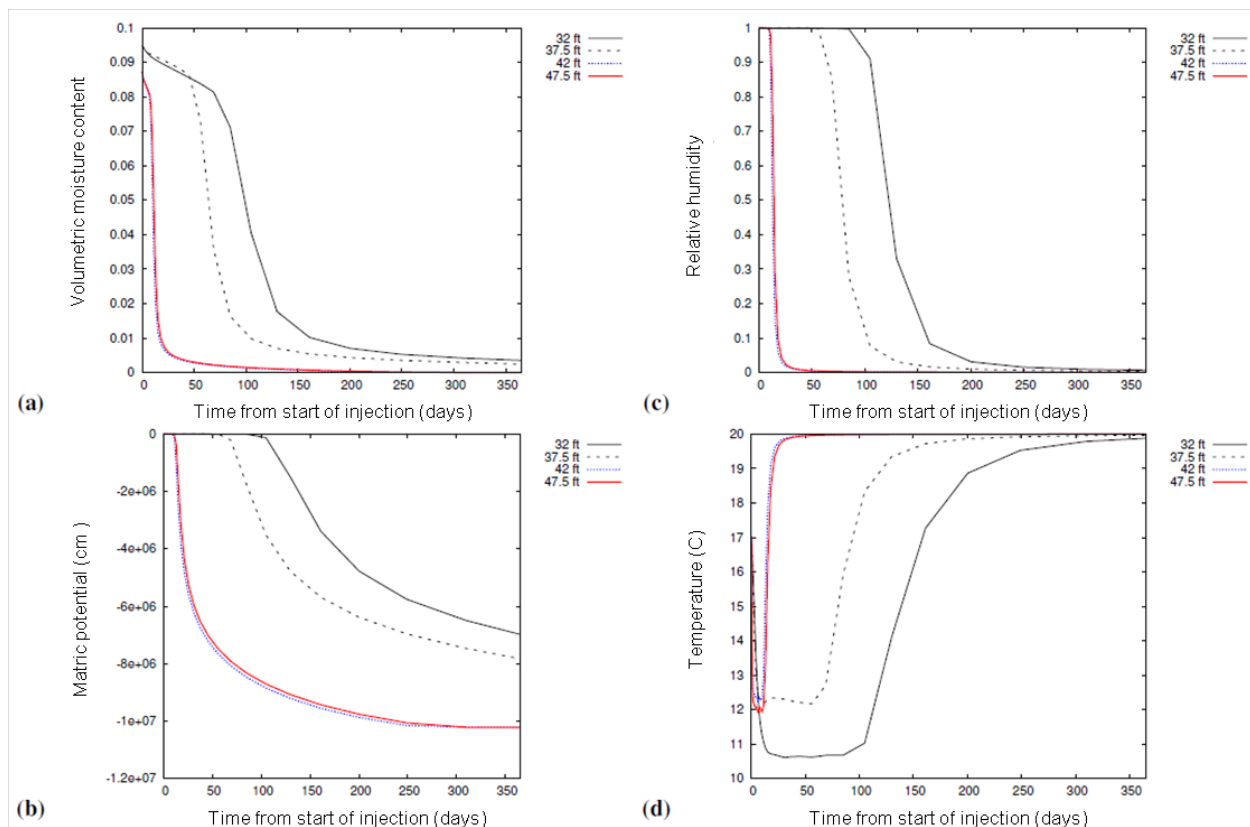 0.1
0.09
0.08
0.07
0.06
0.05
0.04
0.03
0.02
0.01
0
Volumetric moisture content
32 ft
37.5 ft
42 ft
47.5 ft
0 50 100 150 200 250 300 350
(a)
Time from start of injection (days)
1
0.9
0.8
0.7
0.6
0.5
0.4
0.3
0.2
0.1
0
Relative humidity
32 ft
37.5 ft
42 ft
47.5 ft
0 50 100 150 200 250 300 350
(c)
Time from start of injection (days)
0
-2e+06
-4e+06
-6e+06
-8e+06
-1e+07
-1.2e+07
Matric potential (cm )
32 ft
37.5 ft
42 ft
47.5 ft
0 50 100 150 200 250 300 350
(b)
Time from start of injection (days)
20
19
18
17
16
15
14
13
12
11
10
Temperature (C)
32 ft
37.5 ft
42 ft
47.5 ft
0 50 100 150 200 250 300 350
(d)
Time from start of injection (days)